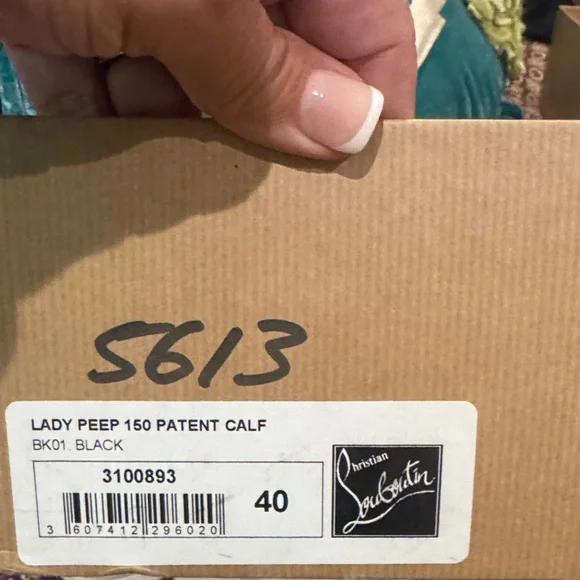 5613
LADY PEEP 150 PATENT CALF
BK01. BLACK
3100893
40
3 607412 296020
Christian
Louboutin